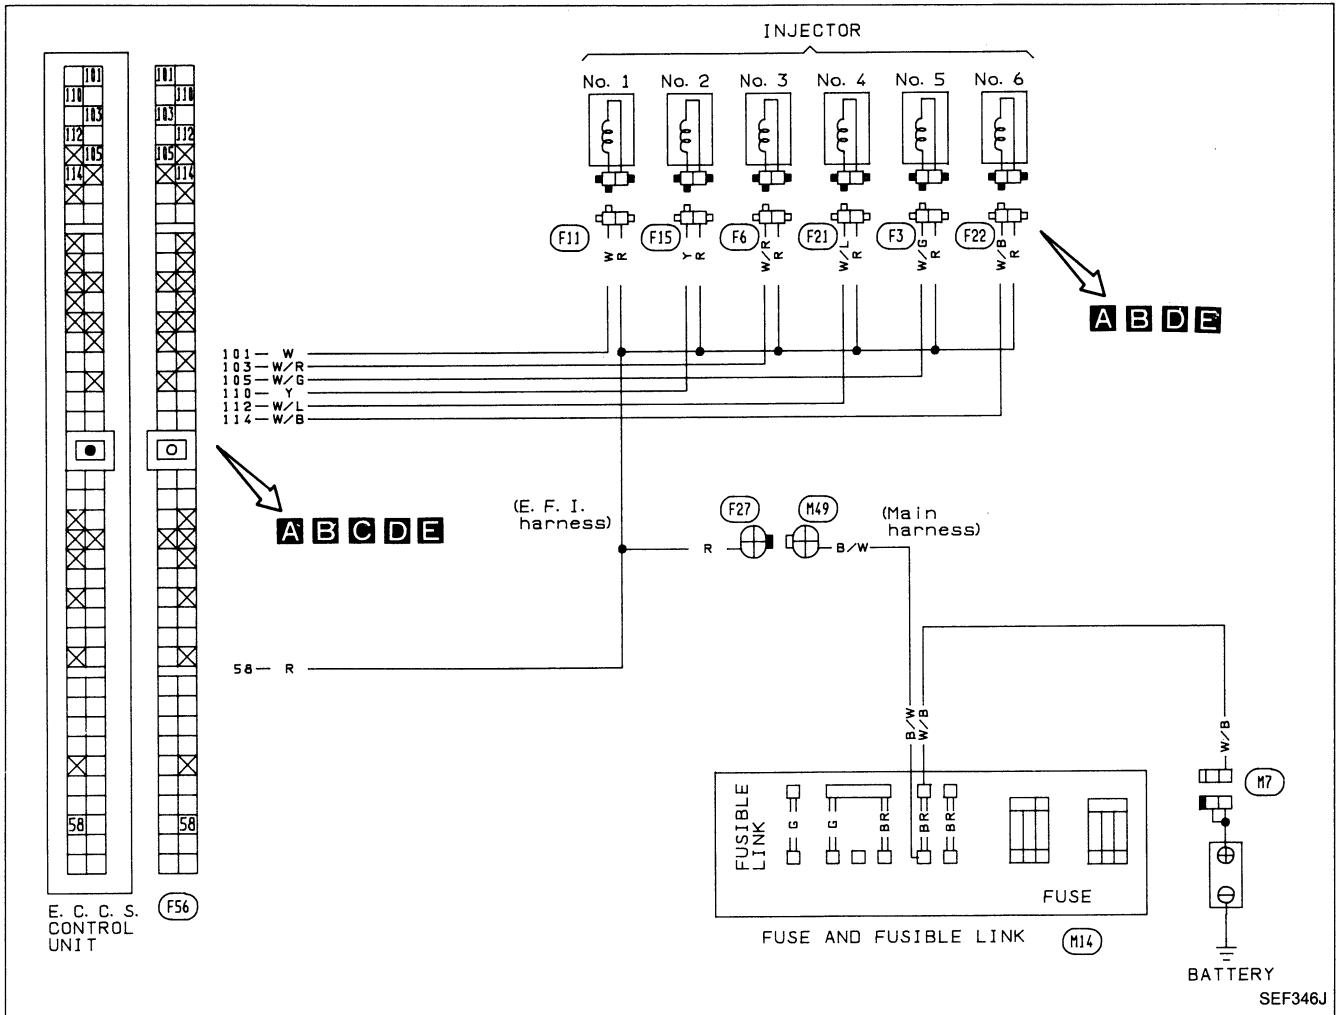 INJECTOR
No. 1 No. 2 No. 3 No. 4 No. 5 No. 6
101 101
110 110
103 103
112 112
105 105
114 114
F11 F15 F6 F21 F3 F22
W R Y R W/R R W/L R W/G R W/B R
A B D E
101 W
103 W/R
105 W/G
110 Y
112 W/L
114 W/B
A B C D E
(E. F. I.
harness)
F27 M49
(Main
harness)
R B/W
58 R
B/W W/B W/B
M7
FUSIBLE
LINK
G G BR BR BR
58 58
FUSE
E. C. C. S.
CONTROL
UNIT
F56
FUSE AND FUSIBLE LINK M14
BATTERY
SEF346J